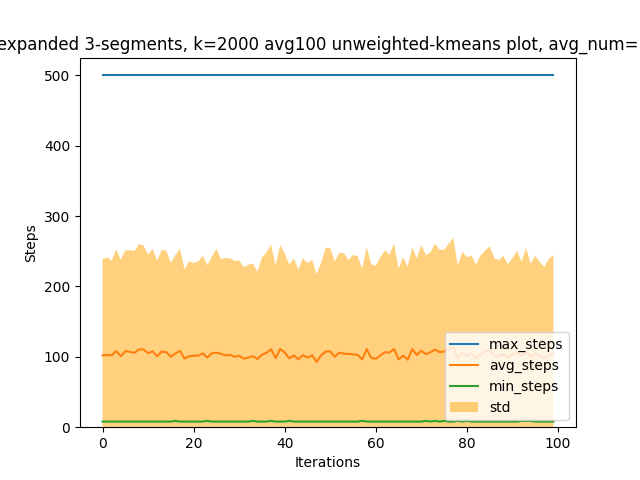 expanded 3-segments, k=2000 avg100 unweighted-kmeans plot, avg_num=
500
400
300
200
100
0
Steps
0 20 40 60 80 100
Iterations
max_steps
avg_steps
min_steps
std